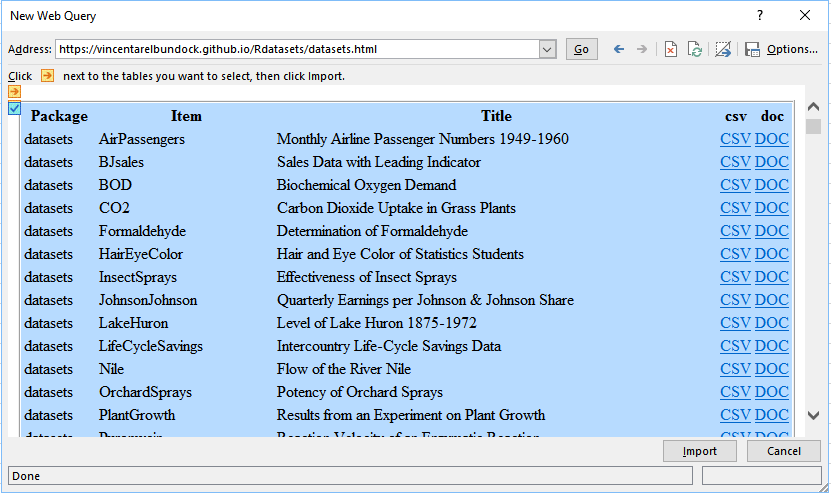 New Web Query
Address: https://vincentarelbundock.github.io/Rdatasets/datasets.html Go Options...
Click next to the tables you want to select, then click Import.
Package Item Title csv doc
datasets AirPassengers Monthly Airline Passenger Numbers 1949-1960 CSV DOC
datasets BJsales Sales Data with Leading Indicator CSV DOC
datasets BOD Biochemical Oxygen Demand CSV DOC
datasets CO2 Carbon Dioxide Uptake in Grass Plants CSV DOC
datasets Formaldehyde Determination of Formaldehyde CSV DOC
datasets HairEyeColor Hair and Eye Color of Statistics Students CSV DOC
datasets InsectSprays Effectiveness of Insect Sprays CSV DOC
datasets JohnsonJohnson Quarterly Earnings per Johnson & Johnson Share CSV DOC
datasets LakeHuron Level of Lake Huron 1875-1972 CSV DOC
datasets LifeCycleSavings Intercountry Life-Cycle Savings Data CSV DOC
datasets Nile Flow of the River Nile CSV DOC
datasets OrchardSprays Potency of Orchard Sprays CSV DOC
datasets PlantGrowth Results from an Experiment on Plant Growth CSV DOC
datasets Puromycin Reaction Velocity of an Enzymatic Reaction CSV DOC
Import Cancel
Done